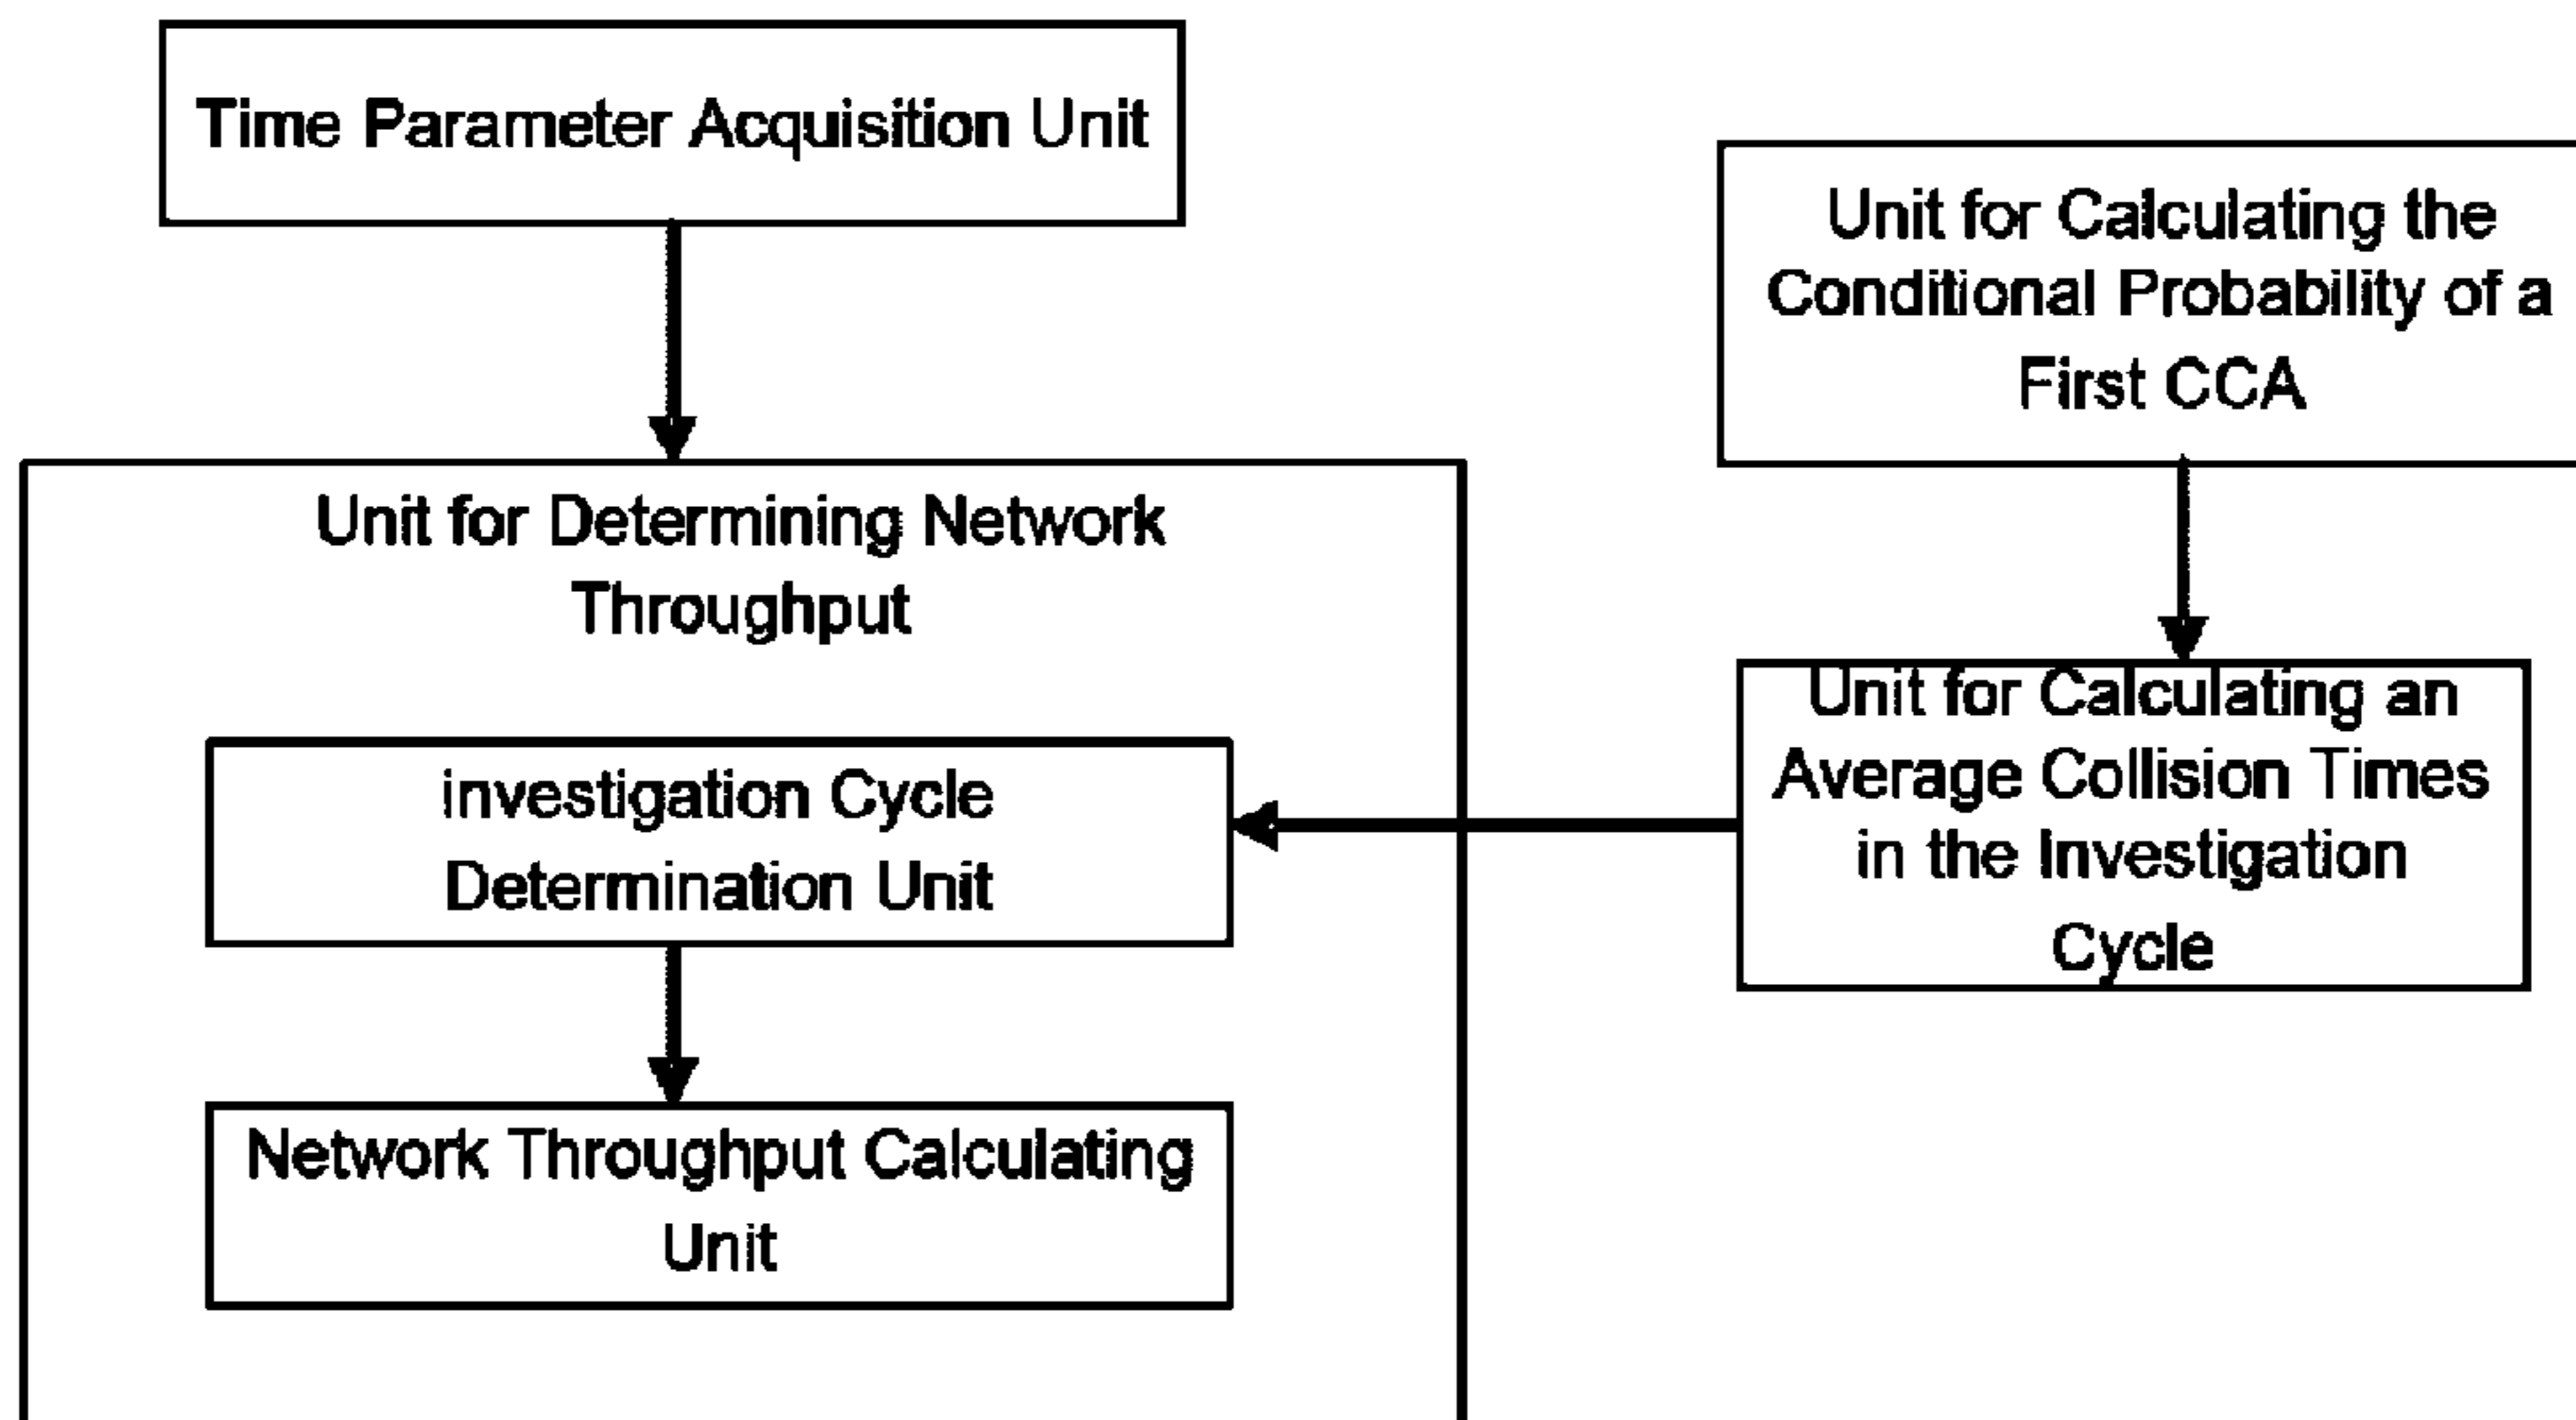 Time Parameter Acquisition Unit
Unit for Calculating the
Conditional Probability of a
First CCA
Unit for Determining Network
Throughput
investigation Cycle
Determination Unit
Unit for Calculating an
Average Collision Times
in the Investigation
Cycle
Network Throughput Calculating
Unit